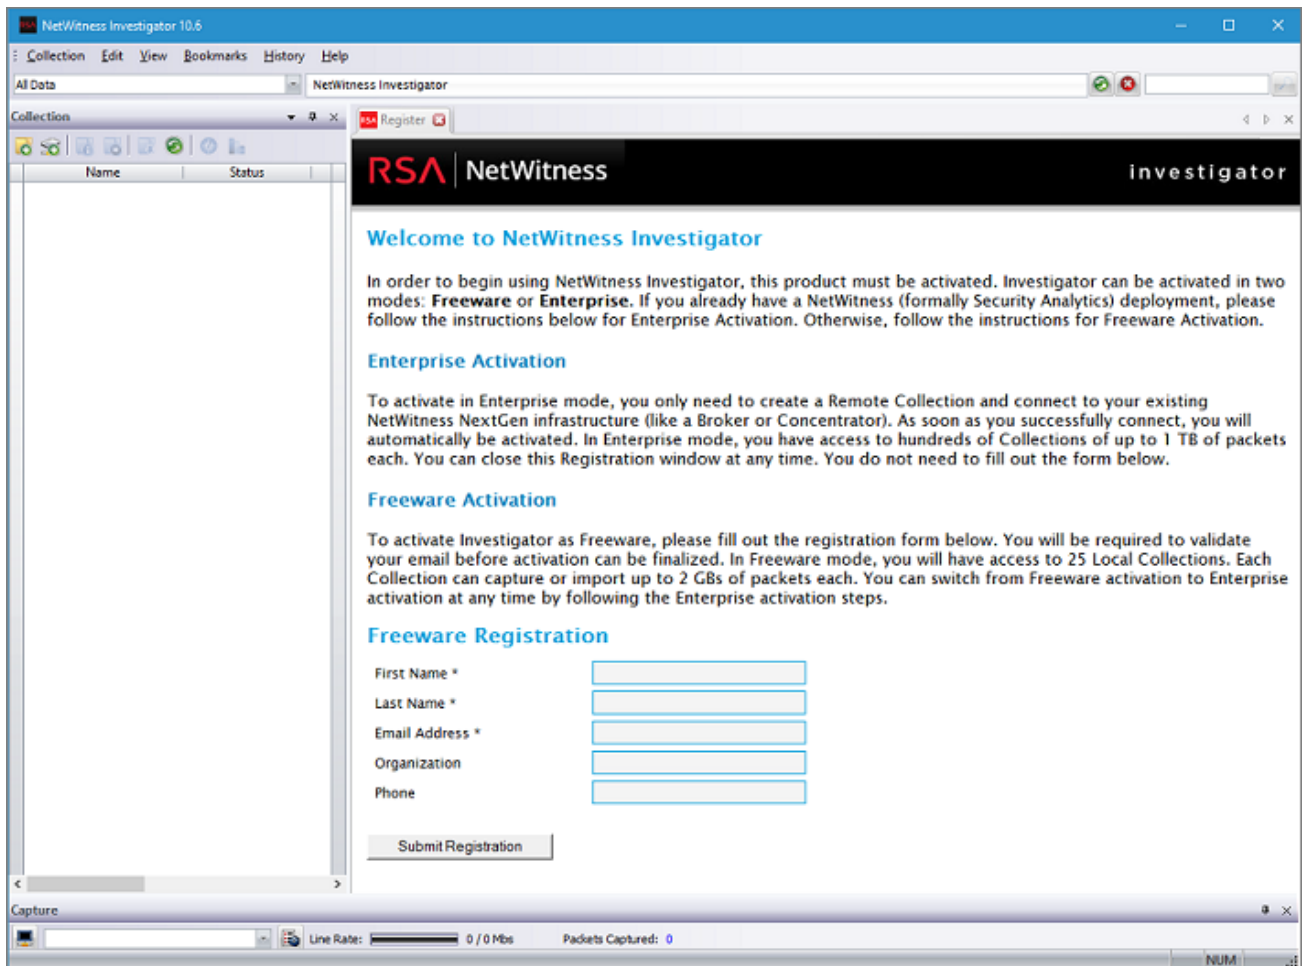 NetWitness Investigator 10.6
Collection Edit View Bookmarks History Help
All Data NetWitness Investigator
Collection
RSA Register
Name Status
RSA NetWitness investigator
Welcome to NetWitness Investigator
In order to begin using NetWitness Investigator, this product must be activated. Investigator can be activated in two
modes: Freeware or Enterprise. If you already have a NetWitness (formally Security Analytics) deployment, please
follow the instructions below for Enterprise Activation. Otherwise, follow the instructions for Freeware Activation.
Enterprise Activation
To activate in Enterprise mode, you only need to create a Remote Collection and connect to your existing
NetWitness NextGen infrastructure (like a Broker or Concentrator). As soon as you successfully connect, you will
automatically be activated. In Enterprise mode, you have access to hundreds of Collections of up to 1 TB of packets
each. You can close this Registration window at any time. You do not need to fill out the form below.
Freeware Activation
To activate Investigator as Freeware, please fill out the registration form below. You will be required to validate
your email before activation can be finalized. In Freeware mode, you will have access to 25 Local Collections. Each
Collection can capture or import up to 2 GBs of packets each. You can switch from Freeware activation to Enterprise
activation at any time by following the Enterprise activation steps.
Freeware Registration
First Name *
Last Name *
Email Address *
Organization
Phone
Submit Registration
Capture
Line Rate: 0 / 0 Mbs Packets Captured: 0
NUM